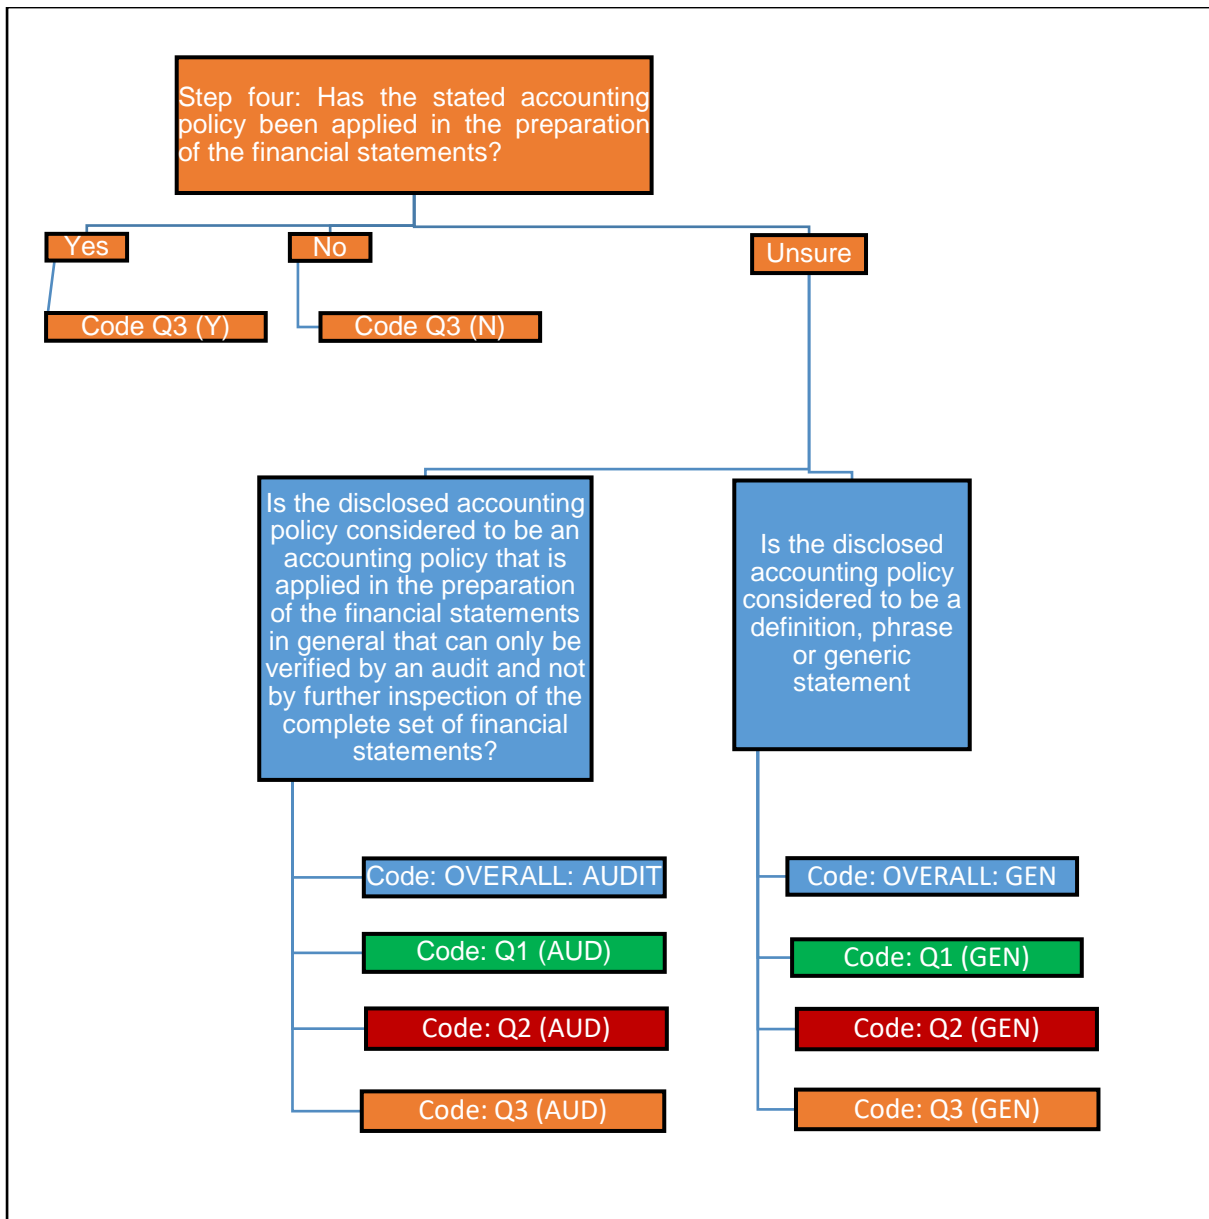 Step four: Has the stated accounting
policy been applied in the preparation
of the financial statements?
Yes
No
Unsure
Code Q3 (Y)
Code Q3 (N)
Is the disclosed accounting
policy considered to be an
accounting policy that is
applied in the preparation
of the financial statements
in general that can only be
verified by an audit and not
by further inspection of the
complete set of financial
statements?
Is the disclosed
accounting policy
considered to be a
definition, phrase
or generic
statement
Code: OVERALL: AUDIT
Code: Q1 (AUD)
Code: Q2 (AUD)
Code: Q3 (AUD)
Code: OVERALL: GEN
Code: Q1 (GEN)
Code: Q2 (GEN)
Code: Q3 (GEN)